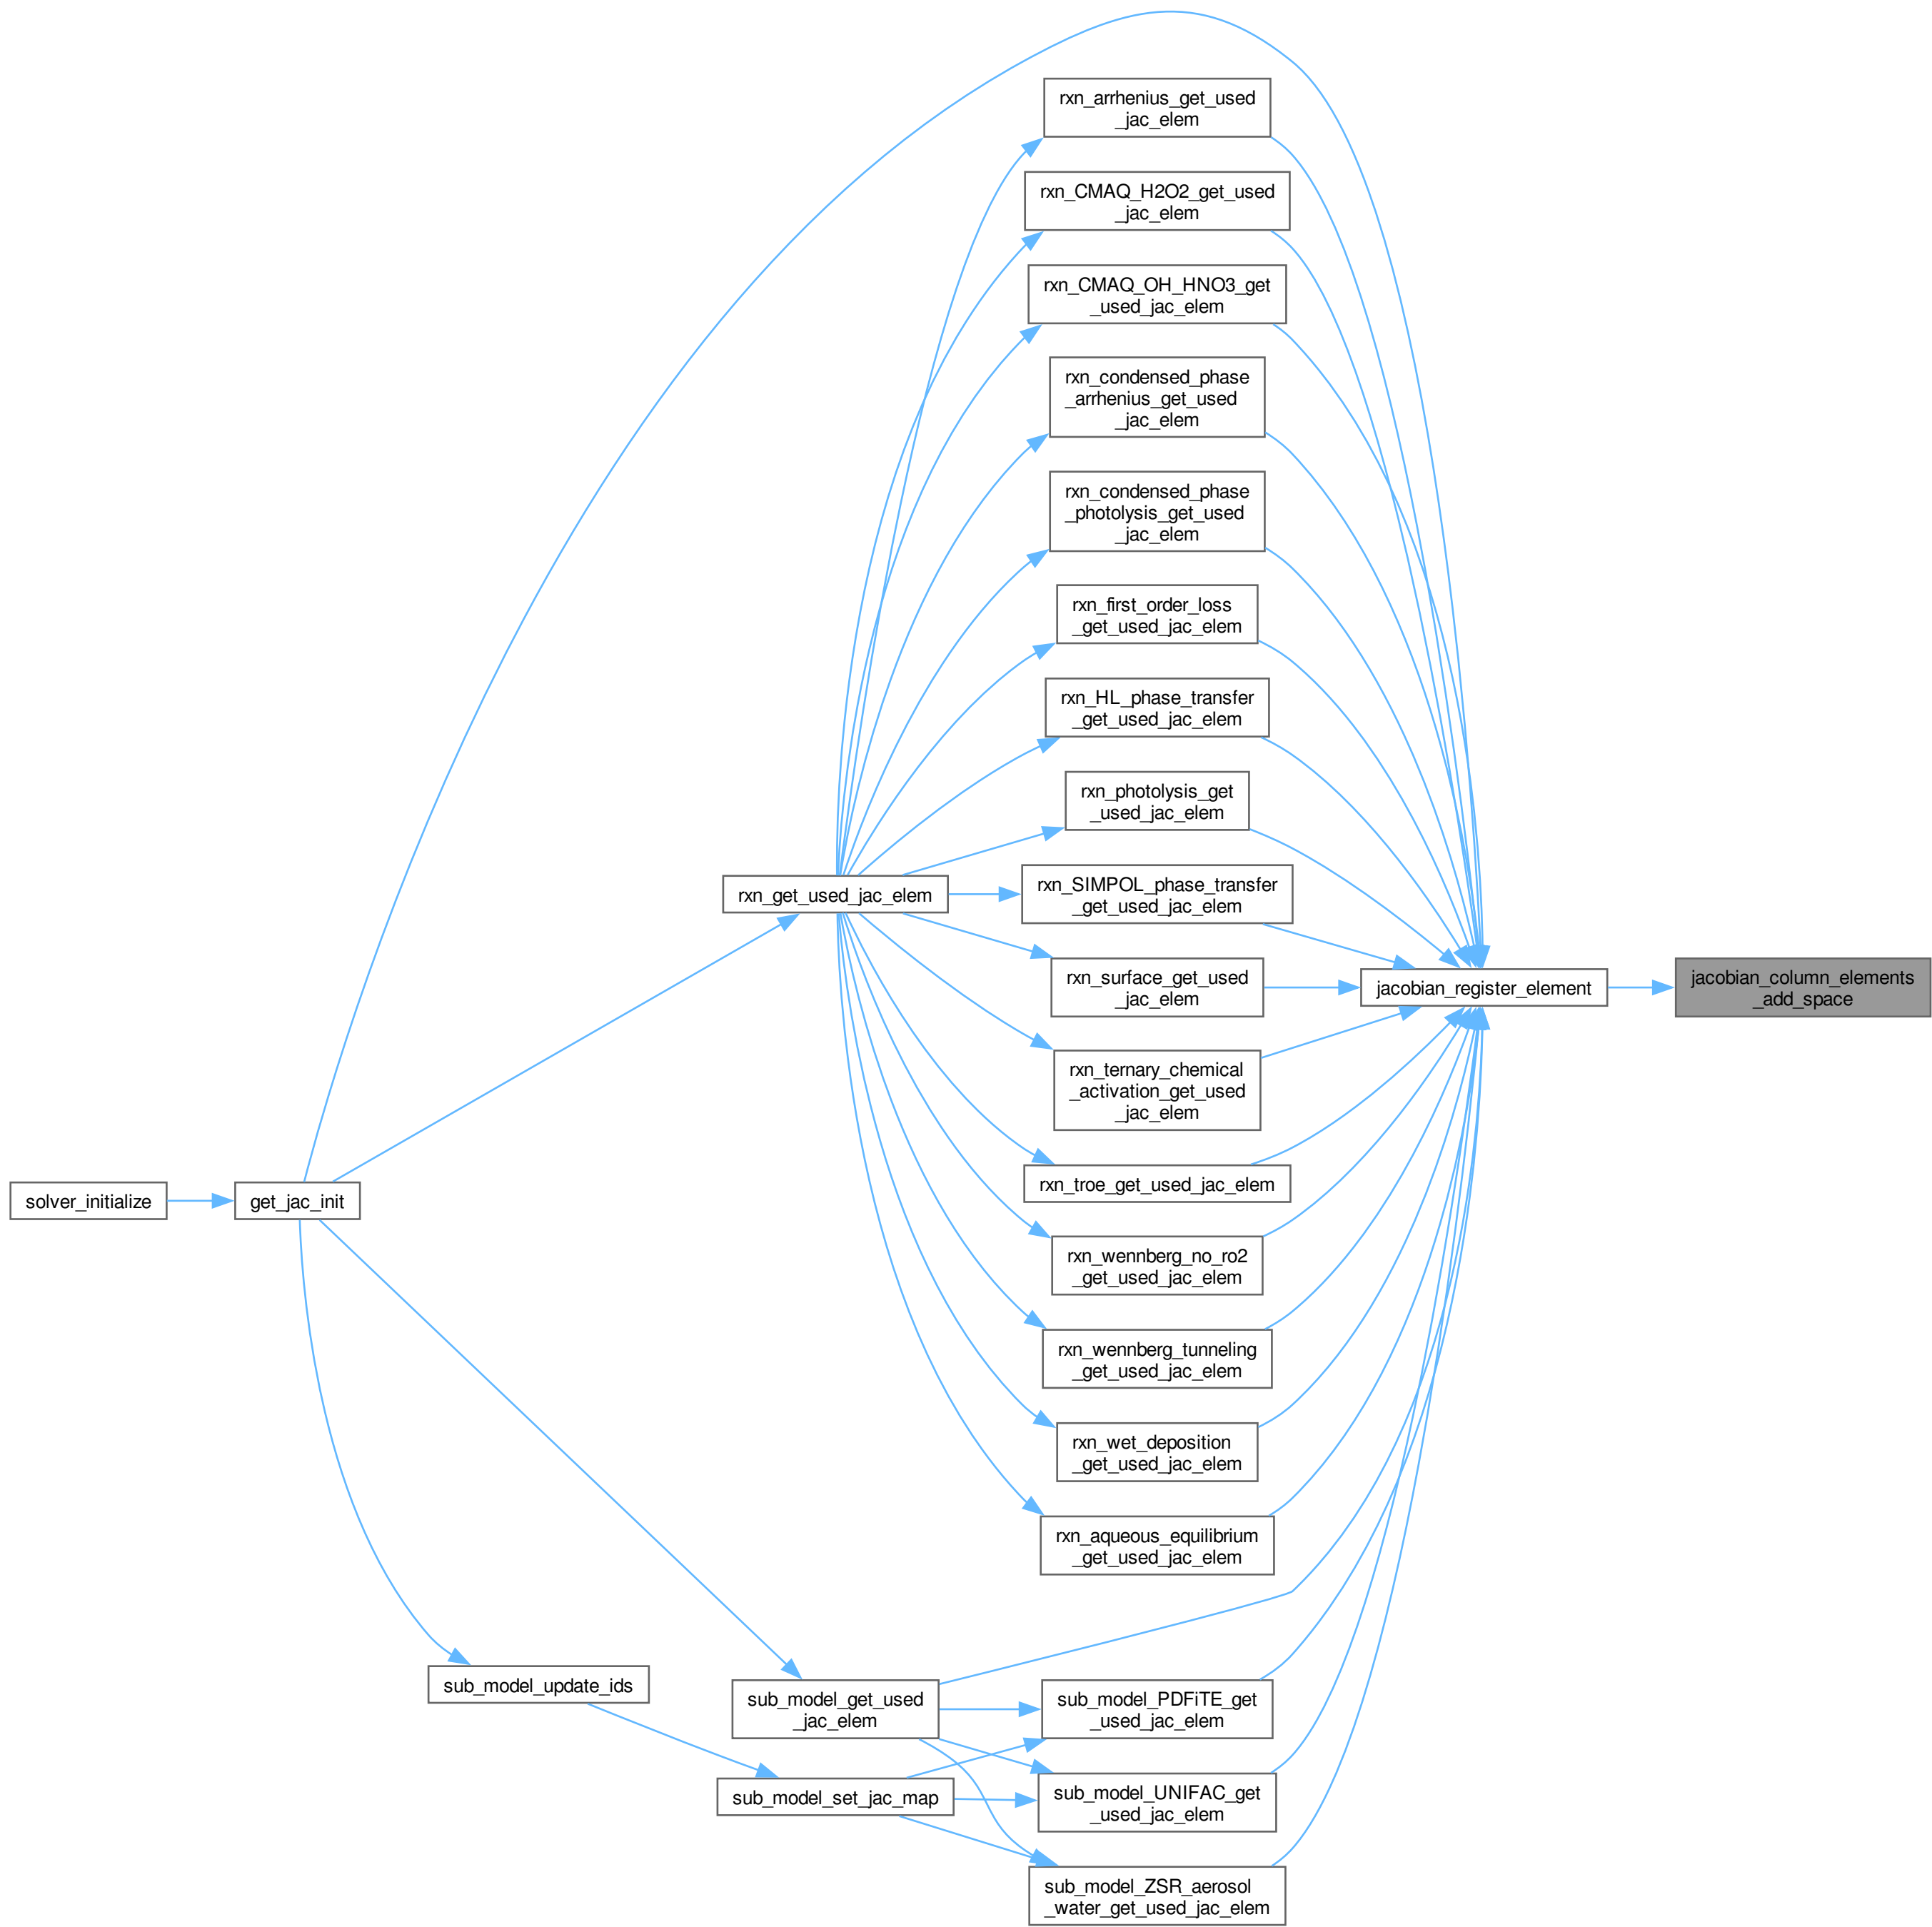 rxn_arrhenius_get_used
_jac_elem
rxn_CMAQ_H2O2_get_used
_jac_elem
rxn_CMAQ_OH_HNO3_get
_used_jac_elem
rxn_condensed_phase
_arrhenius_get_used
_jac_elem
rxn_condensed_phase
_photolysis_get_used
_jac_elem
rxn_first_order_loss
_get_used_jac_elem
rxn_HL_phase_transfer
_get_used_jac_elem
rxn_photolysis_get
_used_jac_elem
rxn_get_used_jac_elem
rxn_SIMPOL_phase_transfer
_get_used_jac_elem
rxn_surface_get_used
_jac_elem
jacobian_register_element
jacobian_column_elements
_add_space
rxn_ternary_chemical
_activation_get_used
_jac_elem
rxn_troe_get_used_jac_elem
solver_initialize
get_jac_init
rxn_wennberg_no_ro2
_get_used_jac_elem
rxn_wennberg_tunneling
_get_used_jac_elem
rxn_wet_deposition
_get_used_jac_elem
rxn_aqueous_equilibrium
_get_used_jac_elem
sub_model_update_ids
sub_model_get_used
_jac_elem
sub_model_PDFiTE_get
_used_jac_elem
sub_model_set_jac_map
sub_model_UNIFAC_get
_used_jac_elem
sub_model_ZSR_aerosol
_water_get_used_jac_elem